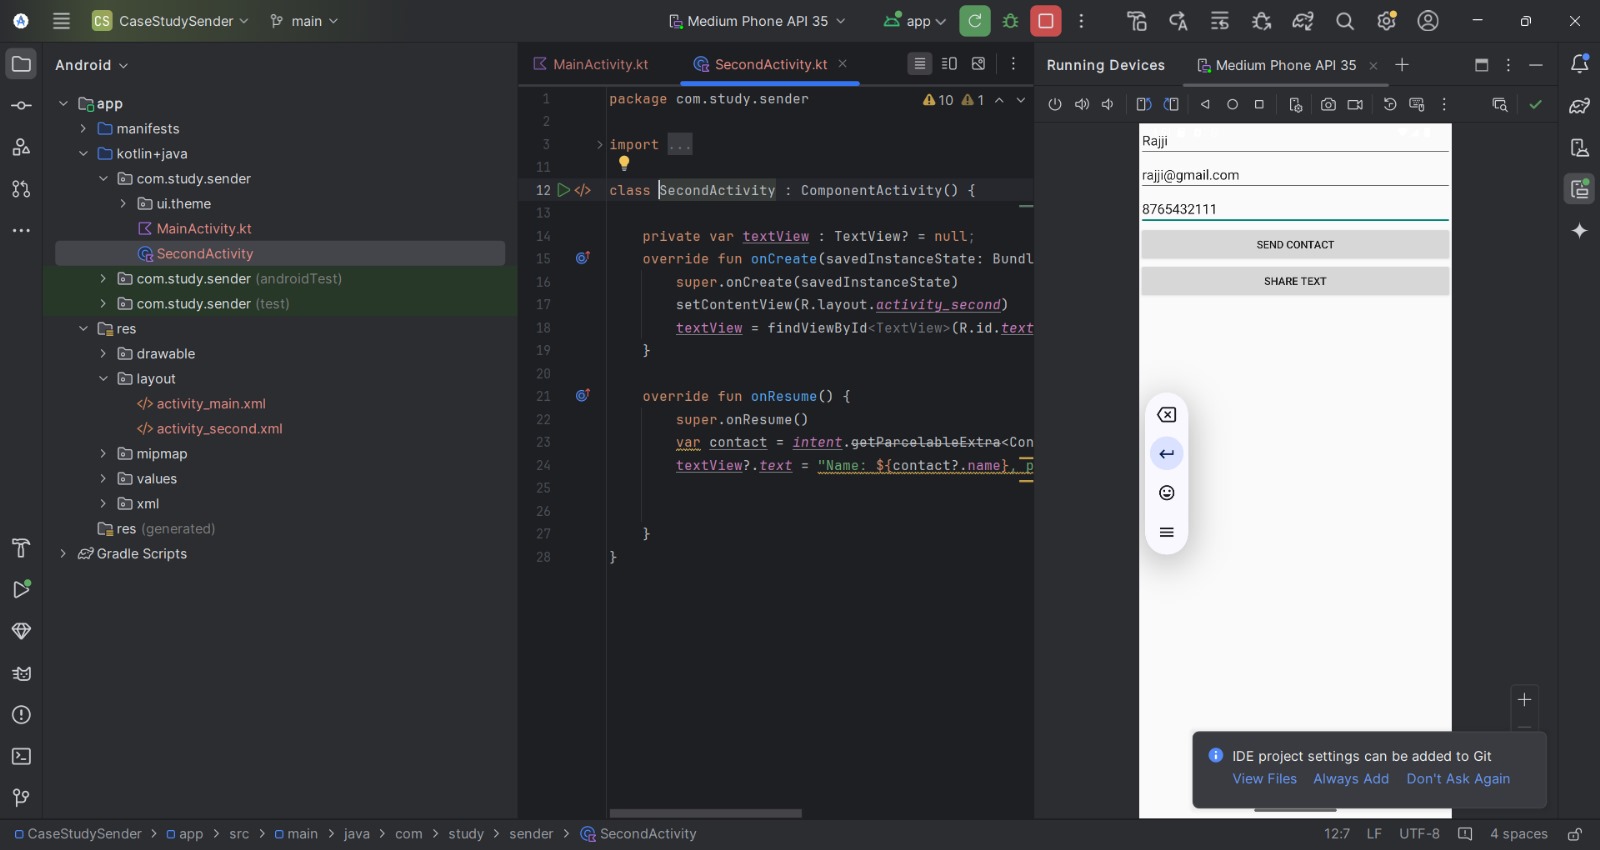 CS CaseStudySender main Medium Phone API 35 app
Android MainActivity.kt SecondActivity.kt Running Devices Medium Phone API 35
app
manifests
kotlin+java
com.study.sender
ui.theme
MainActivity.kt
SecondActivity
com.study.sender (androidTest)
com.study.sender (test)
res
drawable
layout
activity_main.xml
activity_second.xml
mipmap
values
xml
res (generated)
Gradle Scripts
10 1
1 package com.study.sender
2
3 import ...
11
12 class SecondActivity : ComponentActivity() {
13
14 private var textView : TextView? = null;
15 override fun onCreate(savedInstanceState: Bundl
16 super.onCreate(savedInstanceState)
17 setContentView(R.layout.activity_second)
18 textView = findViewById<TextView>(R.id.text
19 }
20
21 override fun onResume() {
22 super.onResume()
23 var contact = intent.getParcelableExtra<Con
24 textView?.text = "Name: ${contact?.name}, p
25
26
27 }
28 }
Rajji
rajji@gmail.com
8765432111
SEND CONTACT
SHARE TEXT
IDE project settings can be added to Git
View Files Always Add Don't Ask Again
CaseStudySender > app > src > main > java > com > study > sender > SecondActivity 12:7 LF UTF-8 4 spaces